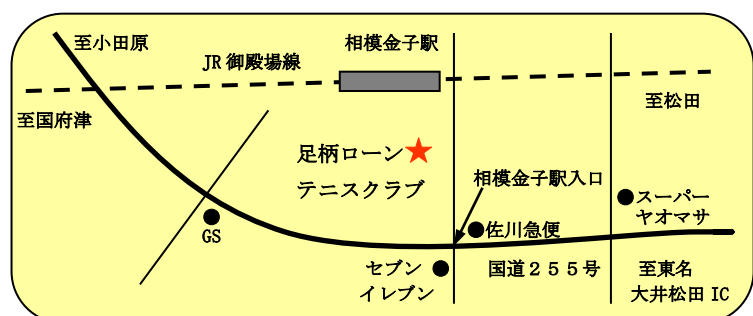 至小田原
相模金子駅
JR御殿場線
至松田
至国府津
足柄ローン
テニスクラブ
相模金子駅入口
スーパー
ヤオマサ
佐川急便
GS
セブン
イレブン
国道２５５号
至東名
大井松田 IC